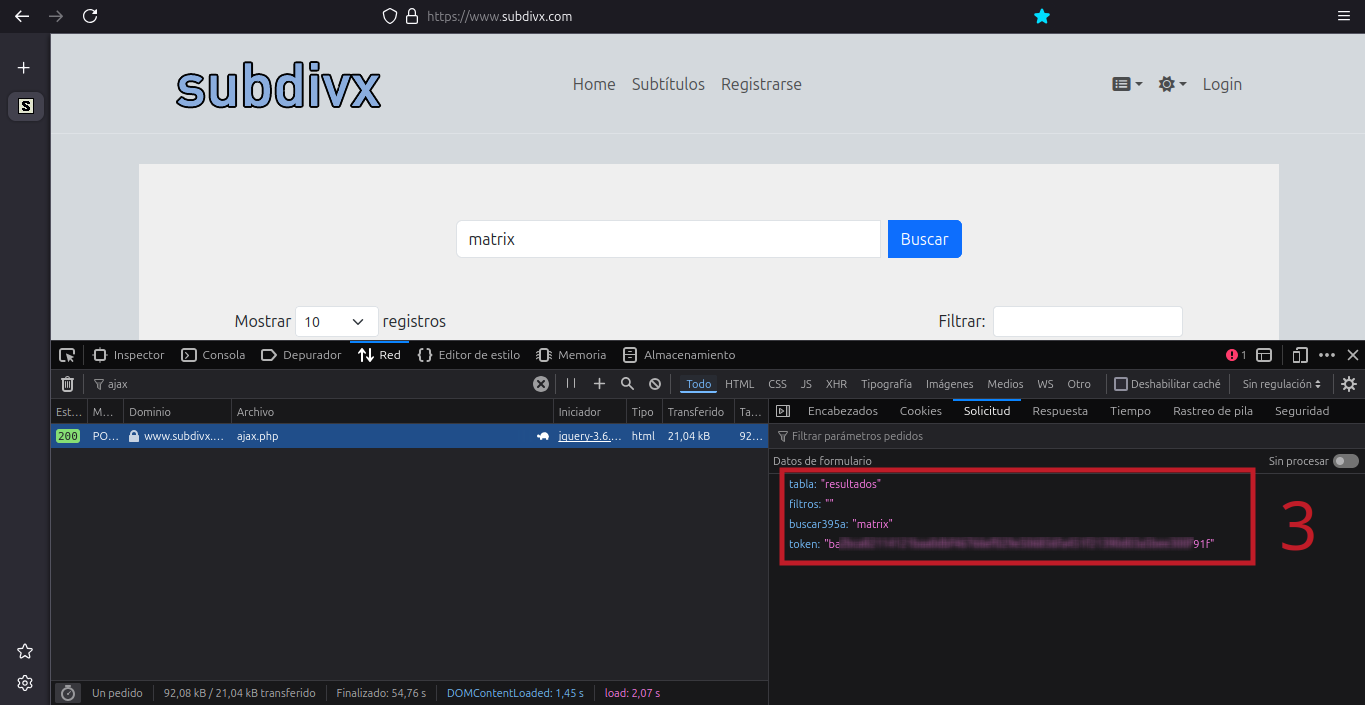 https://www.subdivx.com
S
subdivx
Home Subtítulos Registrarse Login
matrix Buscar
Mostrar 10 registros Filtrar:
Inspector Consola Depurador Red Editor de estilo Memoria Almacenamiento 1
ajax Todo HTML CSS JS XHR Tipografía Imágenes Medios WS Otro Deshabilitar caché Sin regulación
Est... M... Dominio Archivo Iniciador Tipo Transferido Ta...
200 PO... www.subdivx.... ajax.php jquery-3.6.... html 21,04 kB 92...
Encabezados Cookies Solicitud Respuesta Tiempo Rastreo de pila Seguridad
Filtrar parámetros pedidos
Datos de formulario Sin procesar
tabla: "resultados"
filtros: ""
buscar395a: "matrix"
token: "ba 91f"
3
Un pedido 92,08 kB / 21,04 kB transferido Finalizado: 54,76 s DOMContentLoaded: 1,45 s load: 2,07 s